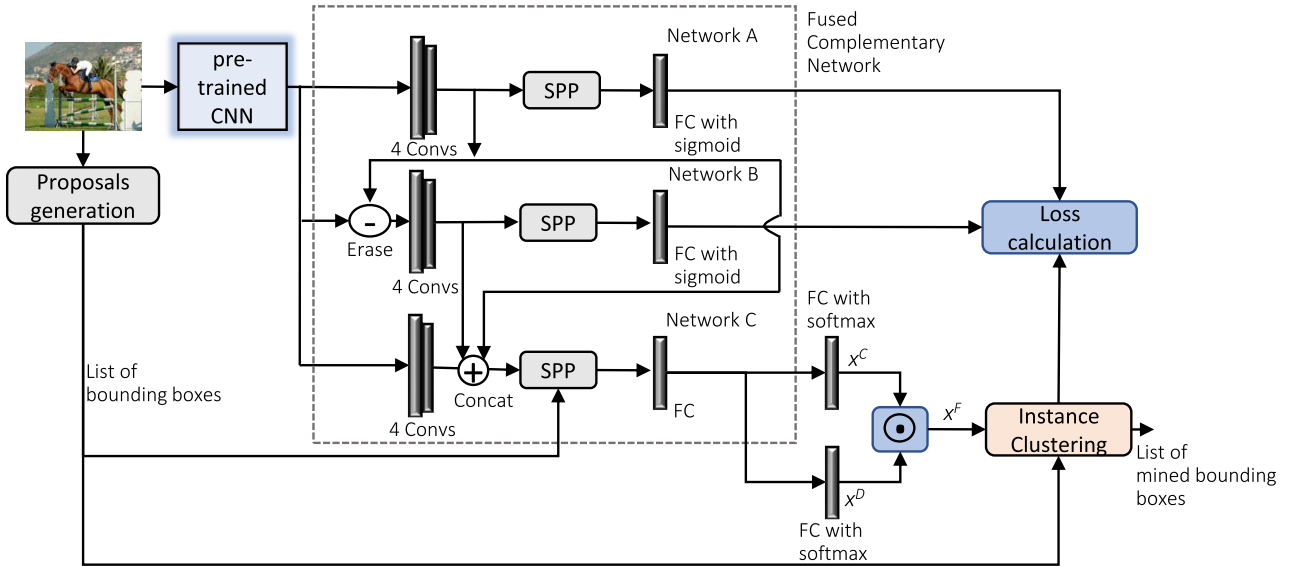 pre-
trained
CNN
Proposals
generation
List of
bounding boxes
Fused
Complementary
Network
Network A
4 Convs
SPP
FC with
sigmoid
Network B
-
Erase
4 Convs
SPP
FC with
sigmoid
Network C
4 Convs
+
Concat
SPP
FC
FC with
softmax
X^C
X^D
FC with
softmax
X^F
Loss
calculation
Instance
Clustering
List of
mined bounding
boxes